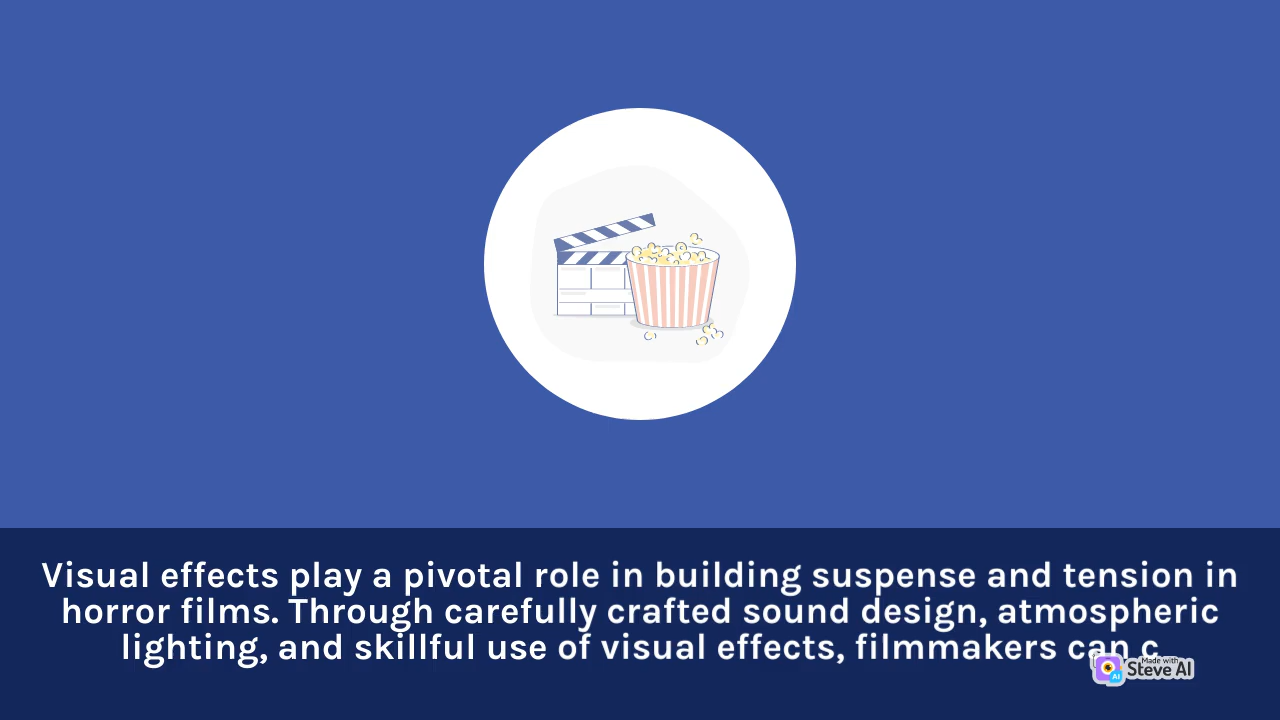 Visual effects play a pivotal role in building suspense and tension in
horror films. Through carefully crafted sound design, atmospheric
lighting, and skillful use of visual effects, filmmakers can c
Made with
Steve AI
AI